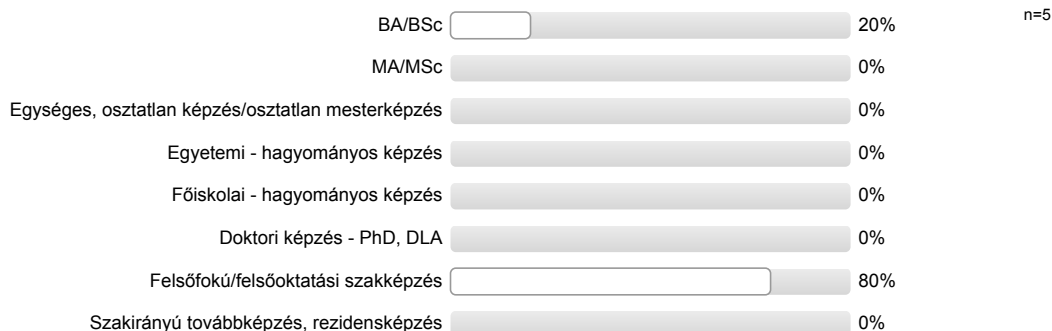 BA/BSc 20% n=5
MA/MSc 0%
Egységes, osztatlan képzés/osztatlan mesterképzés 0%
Egyetemi - hagyományos képzés 0%
Főiskolai - hagyományos képzés 0%
Doktori képzés - PhD, DLA 0%
Felsőfokú/felsőoktatási szakképzés 80%
Szakirányú továbbképzés, rezidensképzés 0%